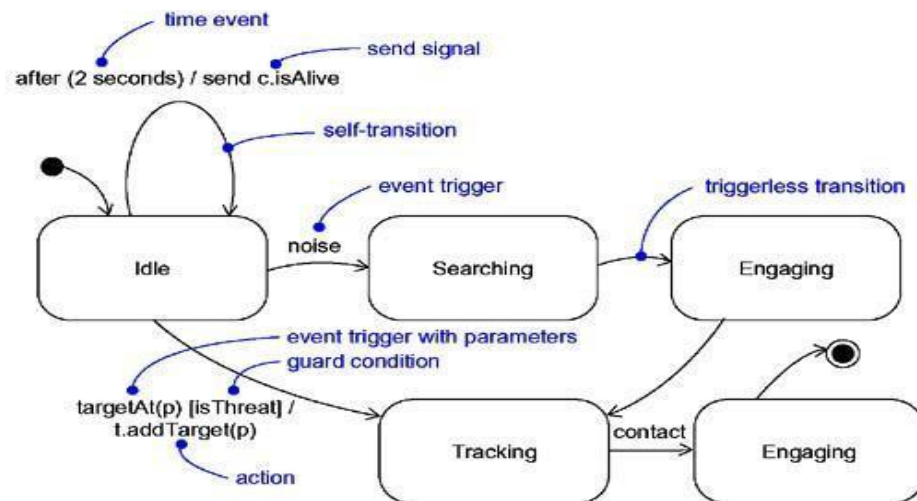 time event
send signal
after (2 seconds) / send c.isAlive
self-transition
event trigger
triggerless transition
noise
Idle
Searching
Engaging
event trigger with parameters
guard condition
targetAt(p) [isThreat] /
t.addTarget(p)
action
contact
Tracking
Engaging